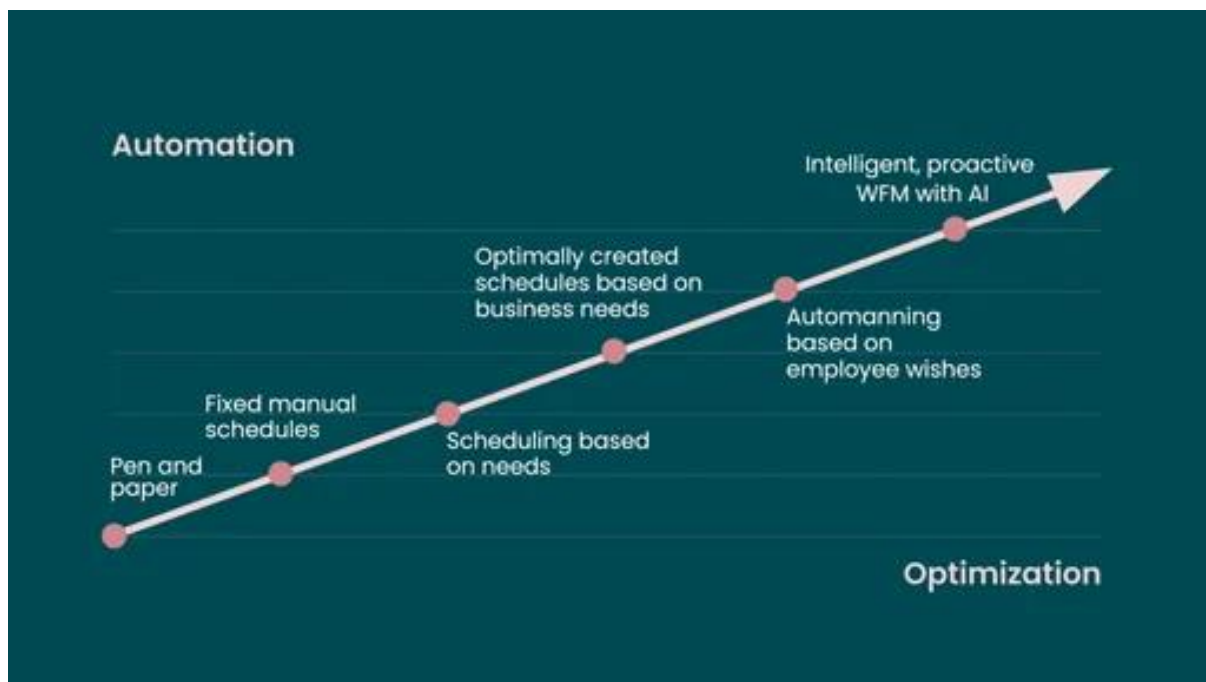 Automation
Intelligent, proactive
WFM with AI
Optimally created
schedules based on
business needs
Automanning
based on
employee wishes
Fixed manual
schedules
Scheduling based
on needs
Pen and
paper
Optimization